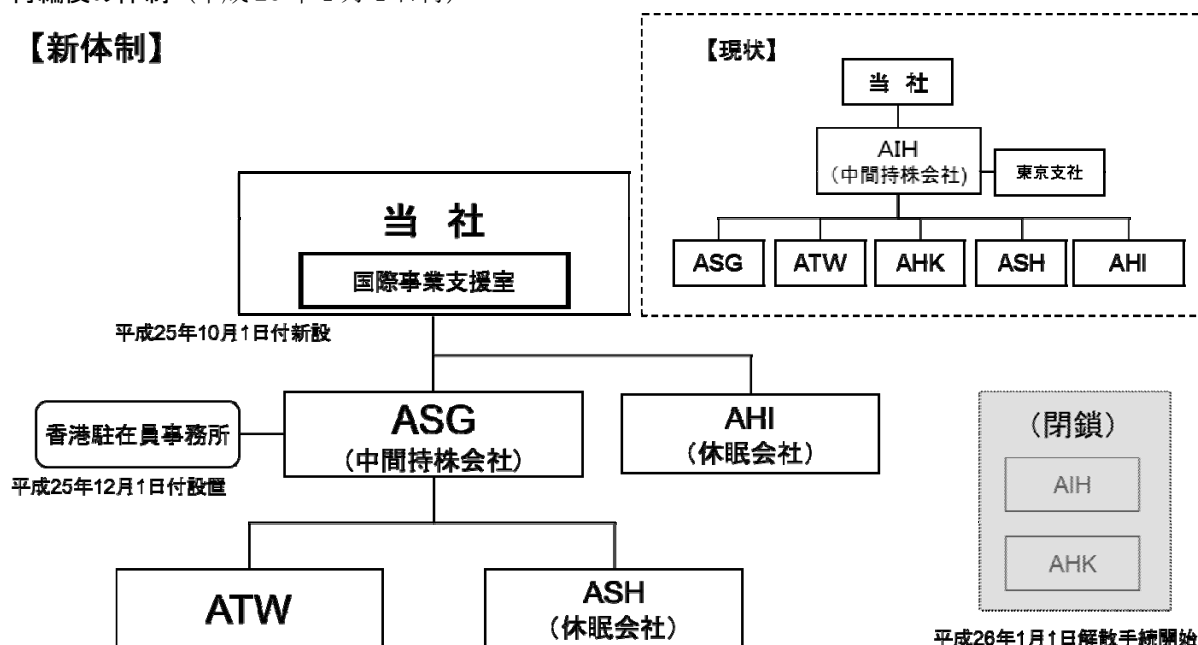 【新体制】
【現状】
当 社
AIH
（中間持株会社）
東京支社
ASG
ATW
AHK
ASH
AHI
当 社
国際事業支援室
平成25年10月1日付新設
香港駐在員事務所
平成25年12月1日付設置
ASG
（中間持株会社）
AHI
（休眠会社）
（閉鎖）
AIH
AHK
ATW
ASH
（休眠会社）
平成26年1月1日解散手続開始